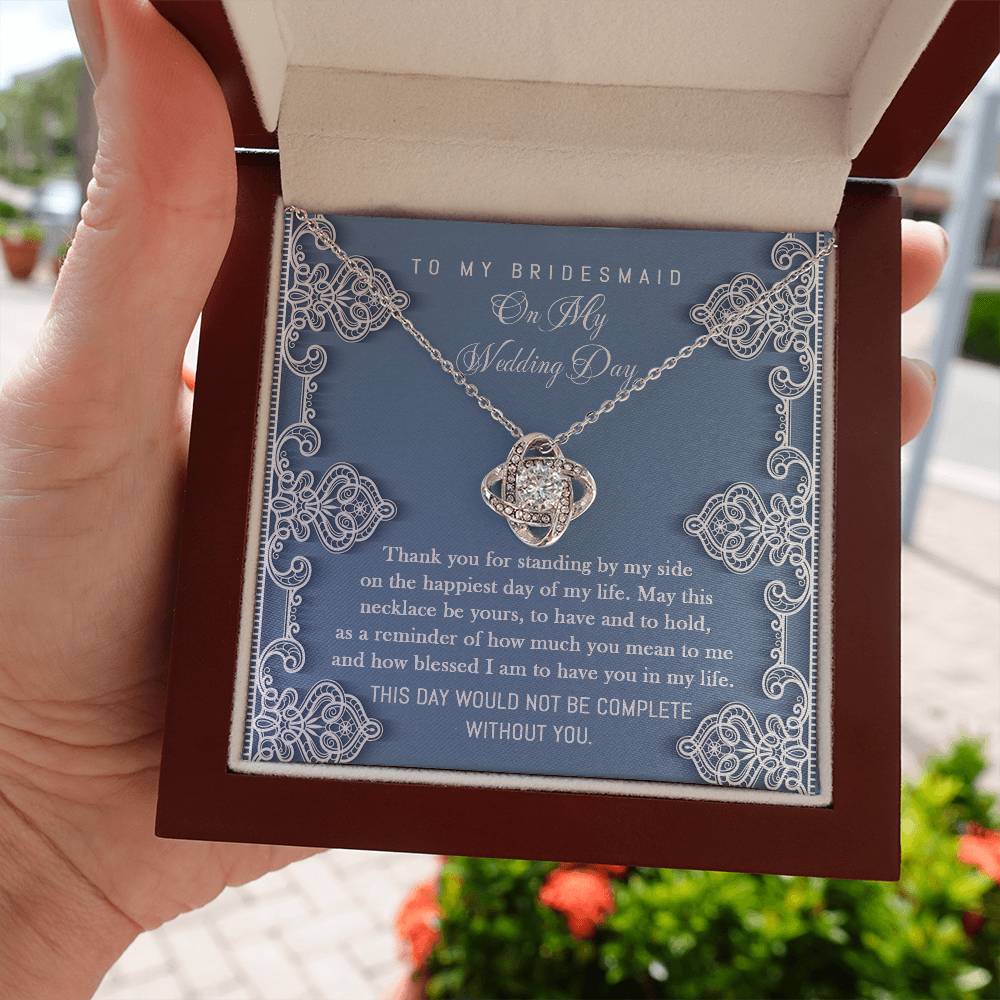 TO MY BRIDESMAID
On My
Wedding Day
Thank you for standing by my side
on the happiest day of my life. May this
necklace be yours, to have and to hold,
as a reminder of how much you mean to me
and how blessed I am to have you in my life.
THIS DAY WOULD NOT BE COMPLETE
WITHOUT YOU.